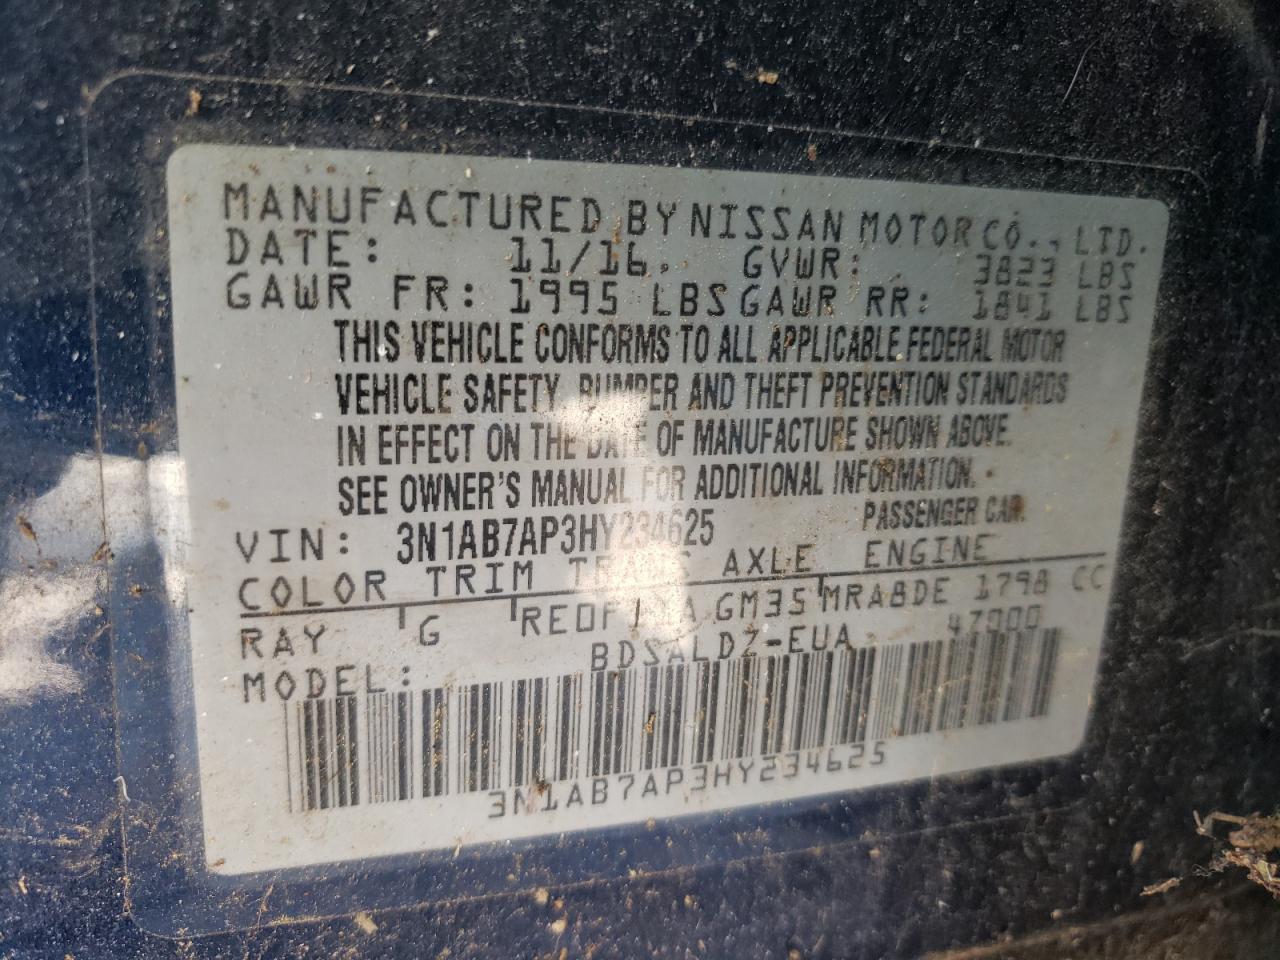 MANUFACTURED BY NISSAN MOTOR CO., LTD.
DATE: 11/16. GVWR: 3823 LBS
GAWR FR: 1995 LBS GAWR RR: 1841 LBS
THIS VEHICLE CONFORMS TO ALL APPLICABLE FEDERAL MOTOR
VEHICLE SAFETY, BUMPER AND THEFT PREVENTION STANDARDS
IN EFFECT ON THE DATE OF MANUFACTURE SHOWN ABOVE.
SEE OWNER'S MANUAL FOR ADDITIONAL INFORMATION.
VIN: 3N1AB7AP3HY234625 PASSENGER CAR.
COLOR TRIM TRANS AXLE ENGINE
RAY G GM35 MRA8DE 1798 CC
MODEL: BDSALDZ-EUA 47000
3N1AB7AP3HY234625